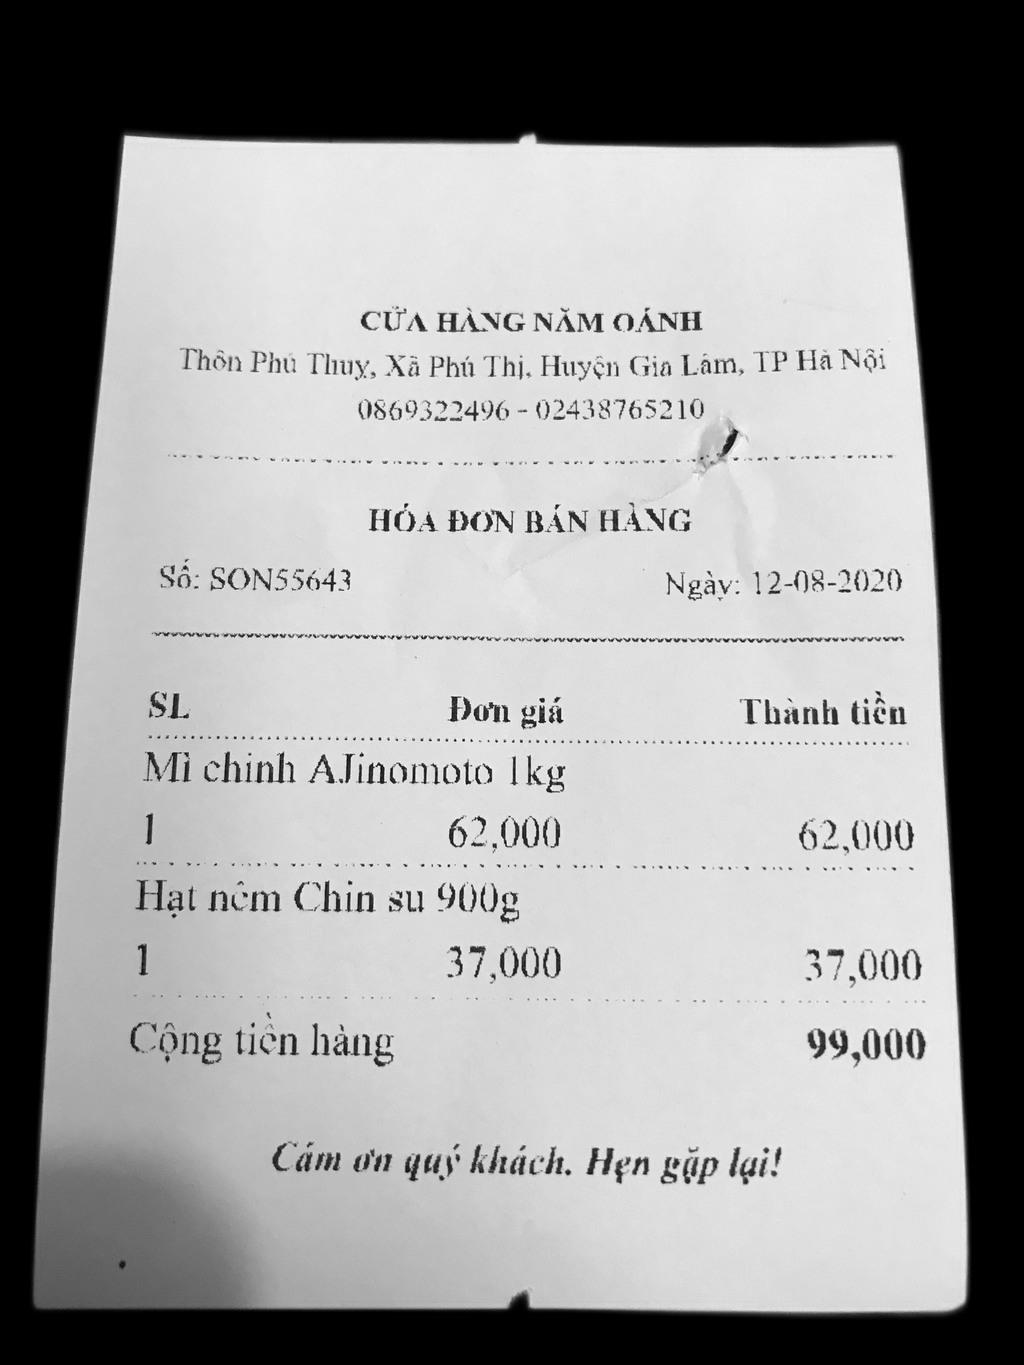 CỬA HÀNG NĂM OÁNH
Thôn Phú Thuỵ, Xã Phú Thị, Huyện Gia Lâm, TP Hà Nội
0869322496 - 02438765210
HÓA ĐƠN BÁN HÀNG
Số: SON55643 Ngày: 12-08-2020
SL Đơn giá Thành tiền
Mì chinh AJinomoto 1kg
1 62,000 62,000
Hạt nêm Chin su 900g
1 37,000 37,000
Cộng tiền hàng 99,000
Cám ơn quý khách. Hẹn gặp lại!